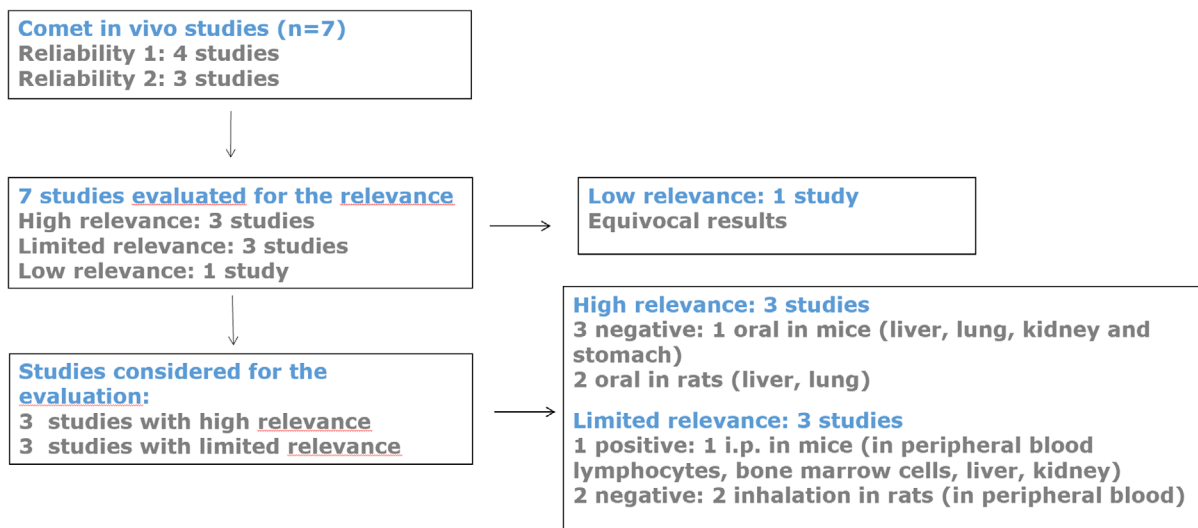 Comet in vivo studies (n=7)
Reliability 1: 4 studies
Reliability 2: 3 studies
7 studies evaluated for the relevance
High relevance: 3 studies
Limited relevance: 3 studies
Low relevance: 1 study
Low relevance: 1 study
Equivocal results
Studies considered for the
evaluation:
3 studies with high relevance
3 studies with limited relevance
High relevance: 3 studies
3 negative: 1 oral in mice (liver, lung, kidney and
stomach)
2 oral in rats (liver, lung)
Limited relevance: 3 studies
1 positive: 1 i.p. in mice (in peripheral blood
lymphocytes, bone marrow cells, liver, kidney)
2 negative: 2 inhalation in rats (in peripheral blood)